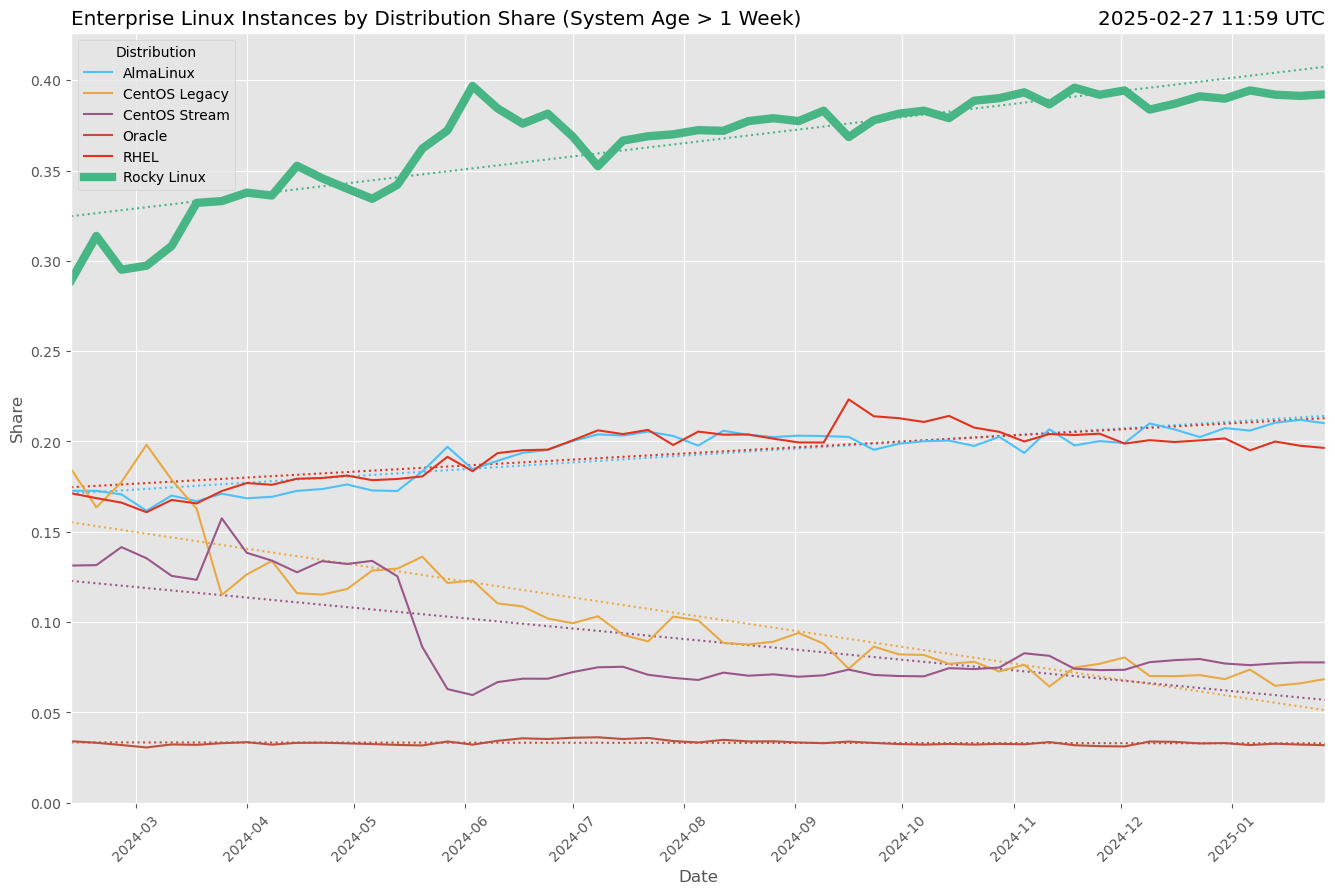 Enterprise Linux Instances by Distribution Share (System Age > 1 Week)
2025-02-27 11:59 UTC
Distribution
AlmaLinux
CentOS Legacy
CentOS Stream
Oracle
RHEL
Rocky Linux
0.40
0.35
0.30
0.25
0.20
0.15
0.10
0.05
0.00
Share
2024-03
2024-04
2024-05
2024-06
2024-07
2024-08
2024-09
2024-10
2024-11
2024-12
2025-01
Date